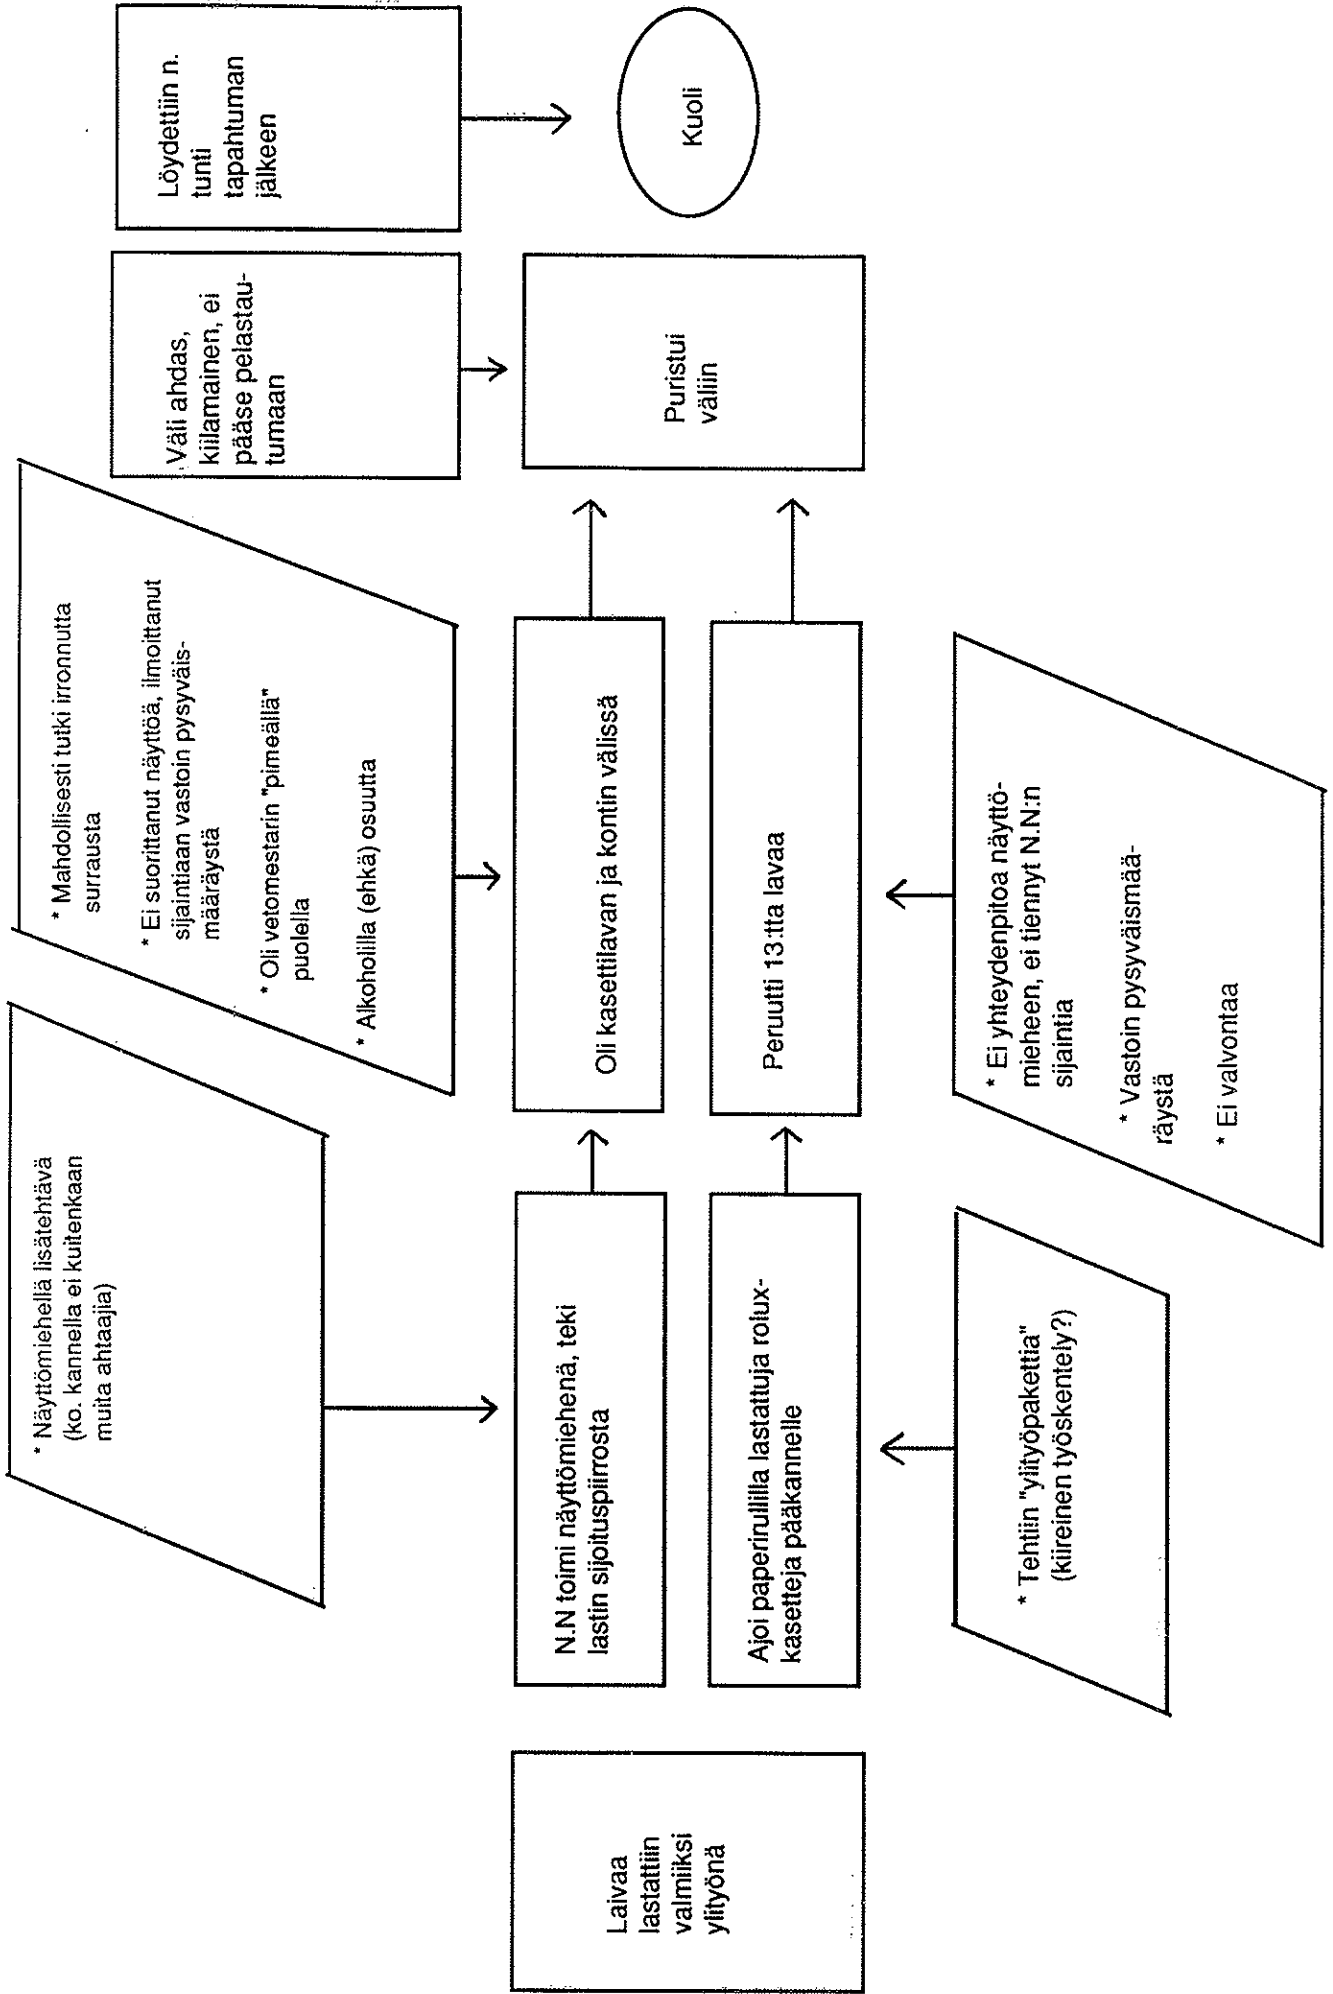 * Näyttömiehellä lisätehtävä
(ko. kannella ei kuitenkaan
muita ahtaajia)
* Mahdollisesti tutki irronnutta
surrausta
* Ei suorittanut näyttöä, ilmoittanut
sijaintiaan vastoin pysyväis-
määräystä
* Oli vetomestarin "pimeällä"
puolella
* Alkoholilla (ehkä) osuutta
Väli ahdas,
kiilamainen, ei
pääse pelastau-
tumaan
Löydettiin n.
tunti
tapahtuman
jälkeen
Laivaa
lastattiin
valmiiksi
ylityönä
N.N toimi näyttömiehenä, teki
lastin sijoituspiirrosta
Oli kasettilavan ja kontin välissä
Puristui
väliin
Kuoli
Ajoi paperirullilla lastattuja rolux-
kasetteja pääkannelle
Peruutti 13:tta lavaa
* Tehtiin "ylityöpakettia"
(kiireinen työskentely?)
* Ei yhteydenpitoa näyttö-
mieheen, ei tiennyt N.N:n
sijaintia
* Vastoin pysyväismää-
räystä
* Ei valvontaa